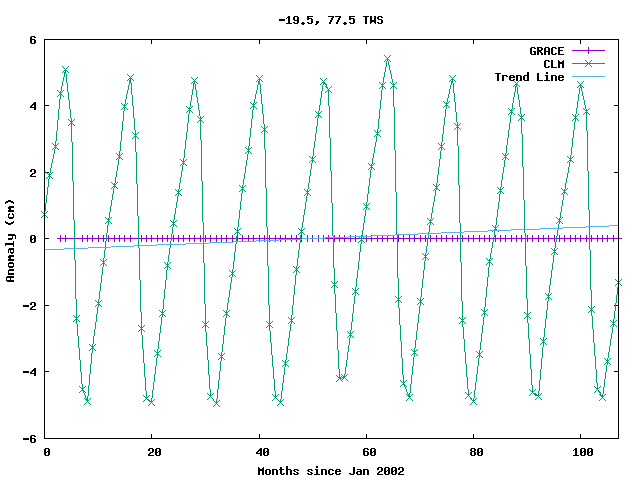 -19.5, 77.5 TWS
GRACE
CLM
Trend Line
6
4
2
0
-2
-4
-6
Anomaly (cm)
0 20 40 60 80 100
Months since Jan 2002